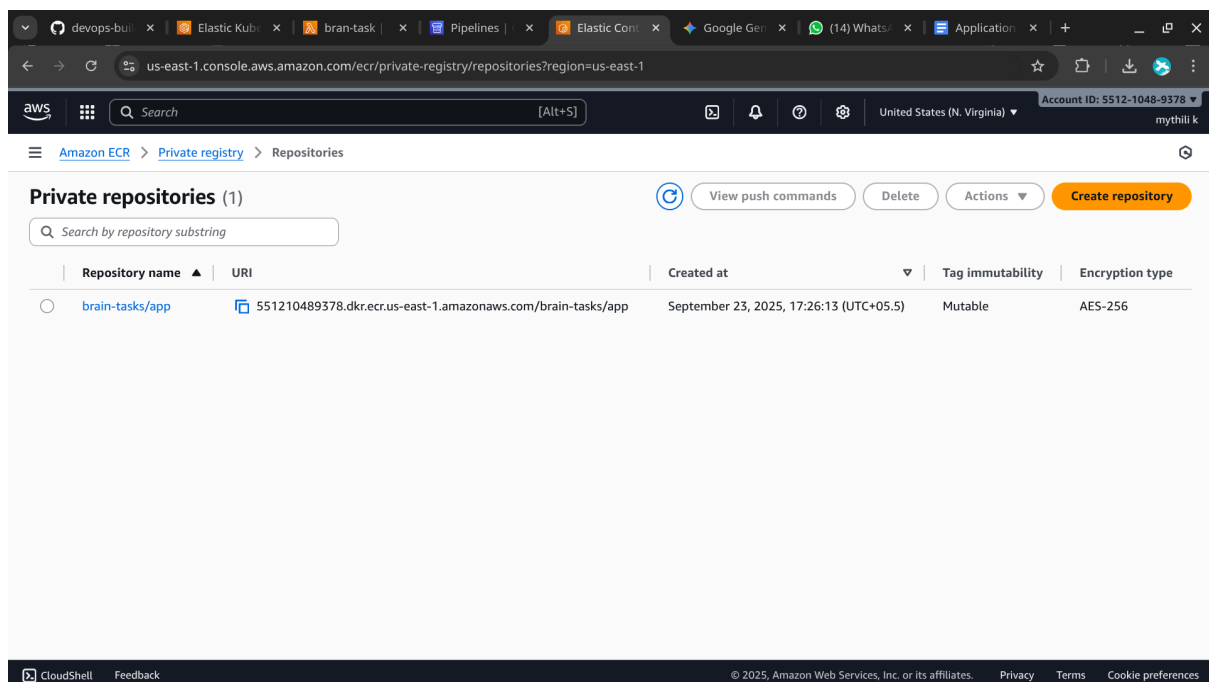 devops-buil
Elastic Kube
bran-task |
Pipelines |
Elastic Cont
Google Gen
(14) WhatsA
Application
us-east-1.console.aws.amazon.com/ecr/private-registry/repositories?region=us-east-1
aws
Search
[Alt+S]
United States (N. Virginia) ▼
Account ID: 5512-1048-9378 ▼
mythili k
Amazon ECR > Private registry > Repositories
Private repositories (1)
View push commands
Delete
Actions ▼
Create repository
Search by repository substring
Repository name ▲ URI Created at Tag immutability Encryption type
brain-tasks/app 551210489378.dkr.ecr.us-east-1.amazonaws.com/brain-tasks/app September 23, 2025, 17:26:13 (UTC+05.5) Mutable AES-256
CloudShell Feedback © 2025, Amazon Web Services, Inc. or its affiliates. Privacy Terms Cookie preferences